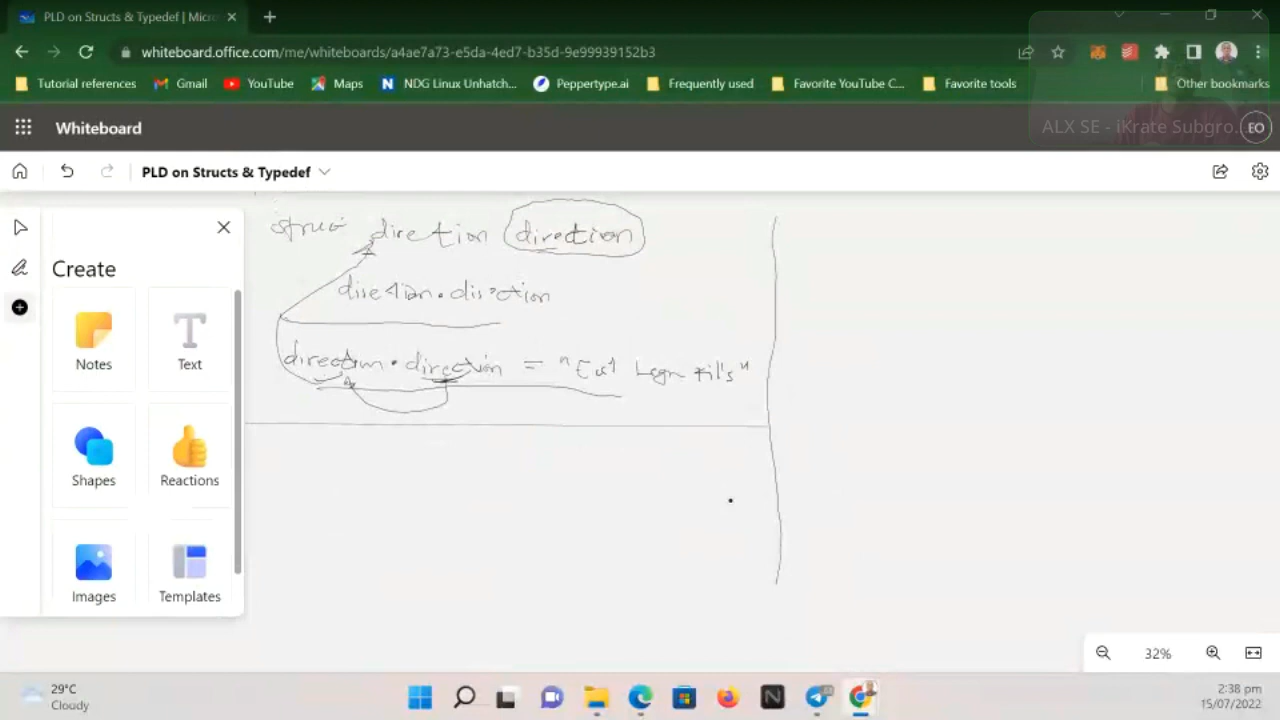 PLD on Structs & Typedef | Micr
whiteboard.office.com/me/whiteboards/a4ae7a73-e5da-4ed7-b35d-9e99939152b3
Tutorial references Gmail YouTube Maps NDG Linux Unhatch... Peppertype.ai Frequently used Favorite YouTube C... Favorite tools Other bookmarks
Whiteboard ALX SE - iKrate Subgro... EO
PLD on Structs & Typedef
struct direction direction
direction.direction
direction.direction = "East
Create
Notes Text
Shapes Reactions
Images Templates
32%
29°C
Cloudy
2:38 pm
15/07/2022